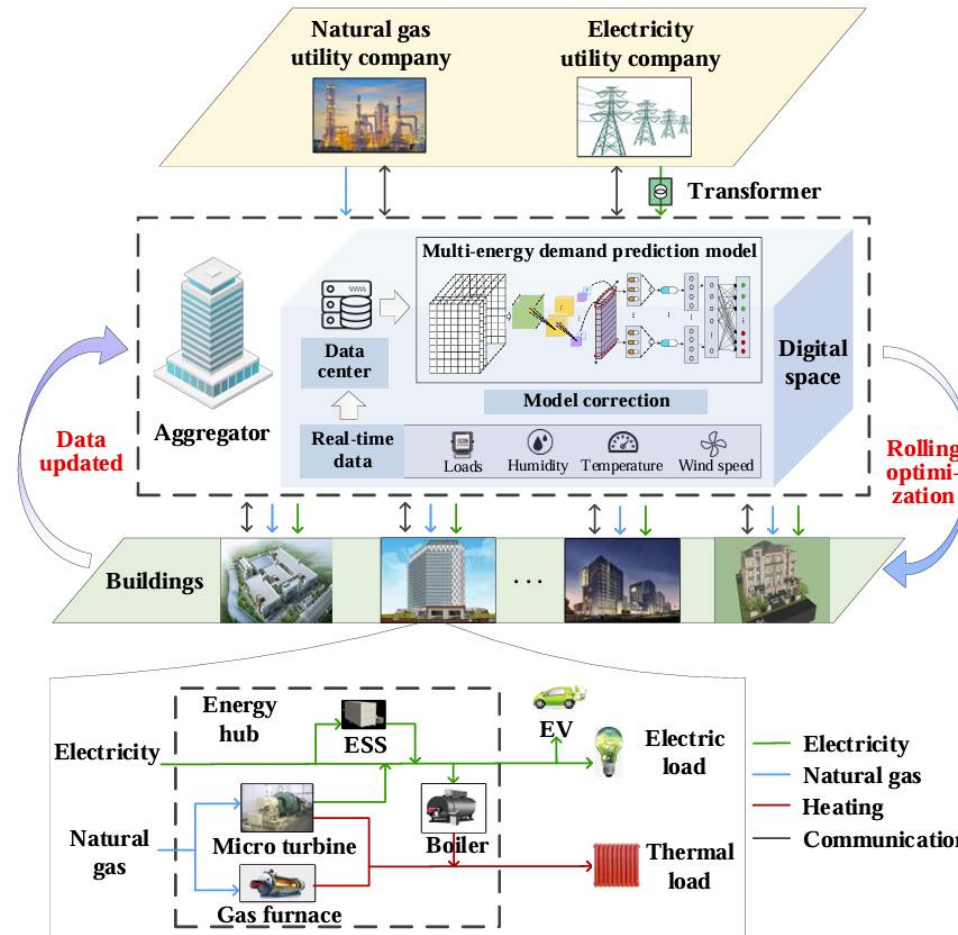 Natural gas
utility company
Electricity
utility company
Transformer
Multi-energy demand prediction model
Data
center
Digital
space
Model correction
Aggregator
Real-time
data
Loads
Humidity
Temperature
Wind speed
Data
updated
Rolling
optimi-
zation
Buildings
...
Energy
hub
ESS
EV
Electricity
Electric
load
Natural
gas
Micro turbine
Boiler
Gas furnace
Thermal
load
Electricity
Natural gas
Heating
Communication